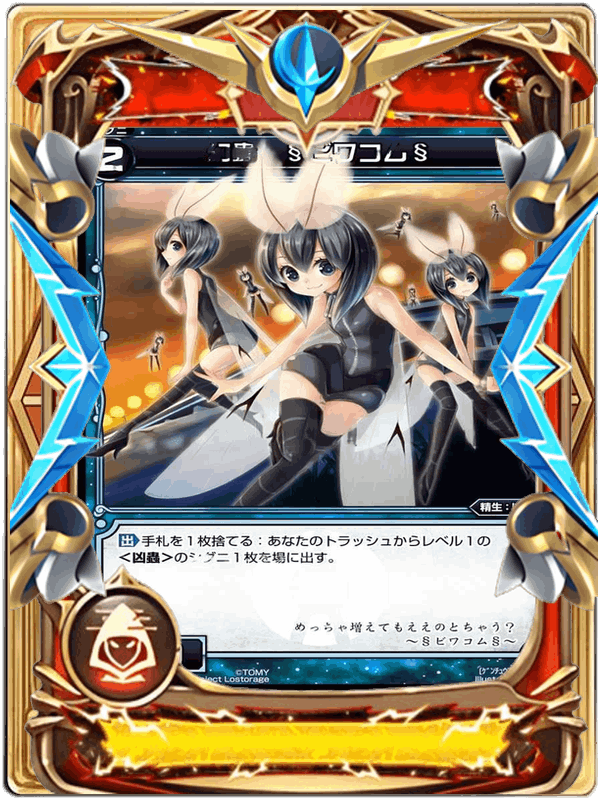 2
§ビワコム§
精生：
出 手札を１枚捨てる：あなたのトラッシュからレベル１の
＜凶蟲＞のシグニ１枚を場に出す。
めっちゃ増えてもええのとちゃう？
～§ビワコム§～
©TOMY
ject Lostorage